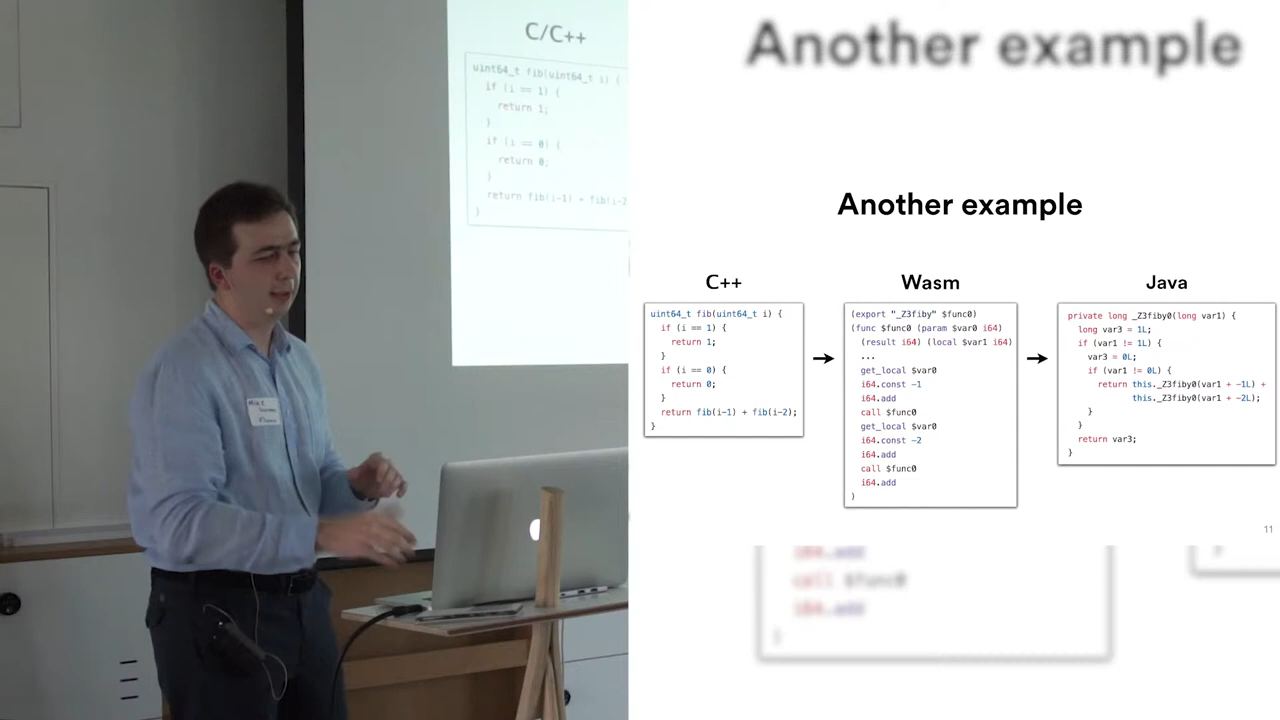 C/C++
uint64_t fib(uint64_t i) {
if (i == 1) {
return 1;
}
if (i == 0) {
return 0;
}
return fib(i-1) + fib(i-2
}
Another example
Another example
C++
uint64_t fib(uint64_t i) {
if (i == 1) {
return 1;
}
if (i == 0) {
return 0;
}
return fib(i-1) + fib(i-2);
}
Wasm
(export "_Z3fiby" $func0)
(func $func0 (param $var0 i64)
(result i64) (local $var1 i64)
...
get_local $var0
i64.const -1
i64.add
call $func0
get_local $var0
i64.const -2
i64.add
call $func0
i64.add
)
Java
private long _Z3fiby0(long var1) {
long var3 = 1L;
if (var1 != 1L) {
var3 = 0L;
if (var1 != 0L) {
return this._Z3fiby0(var1 + -1L) +
this._Z3fiby0(var1 + -2L);
}
}
return var3;
}
11
i64.add
call $func0
i64.add
)
}